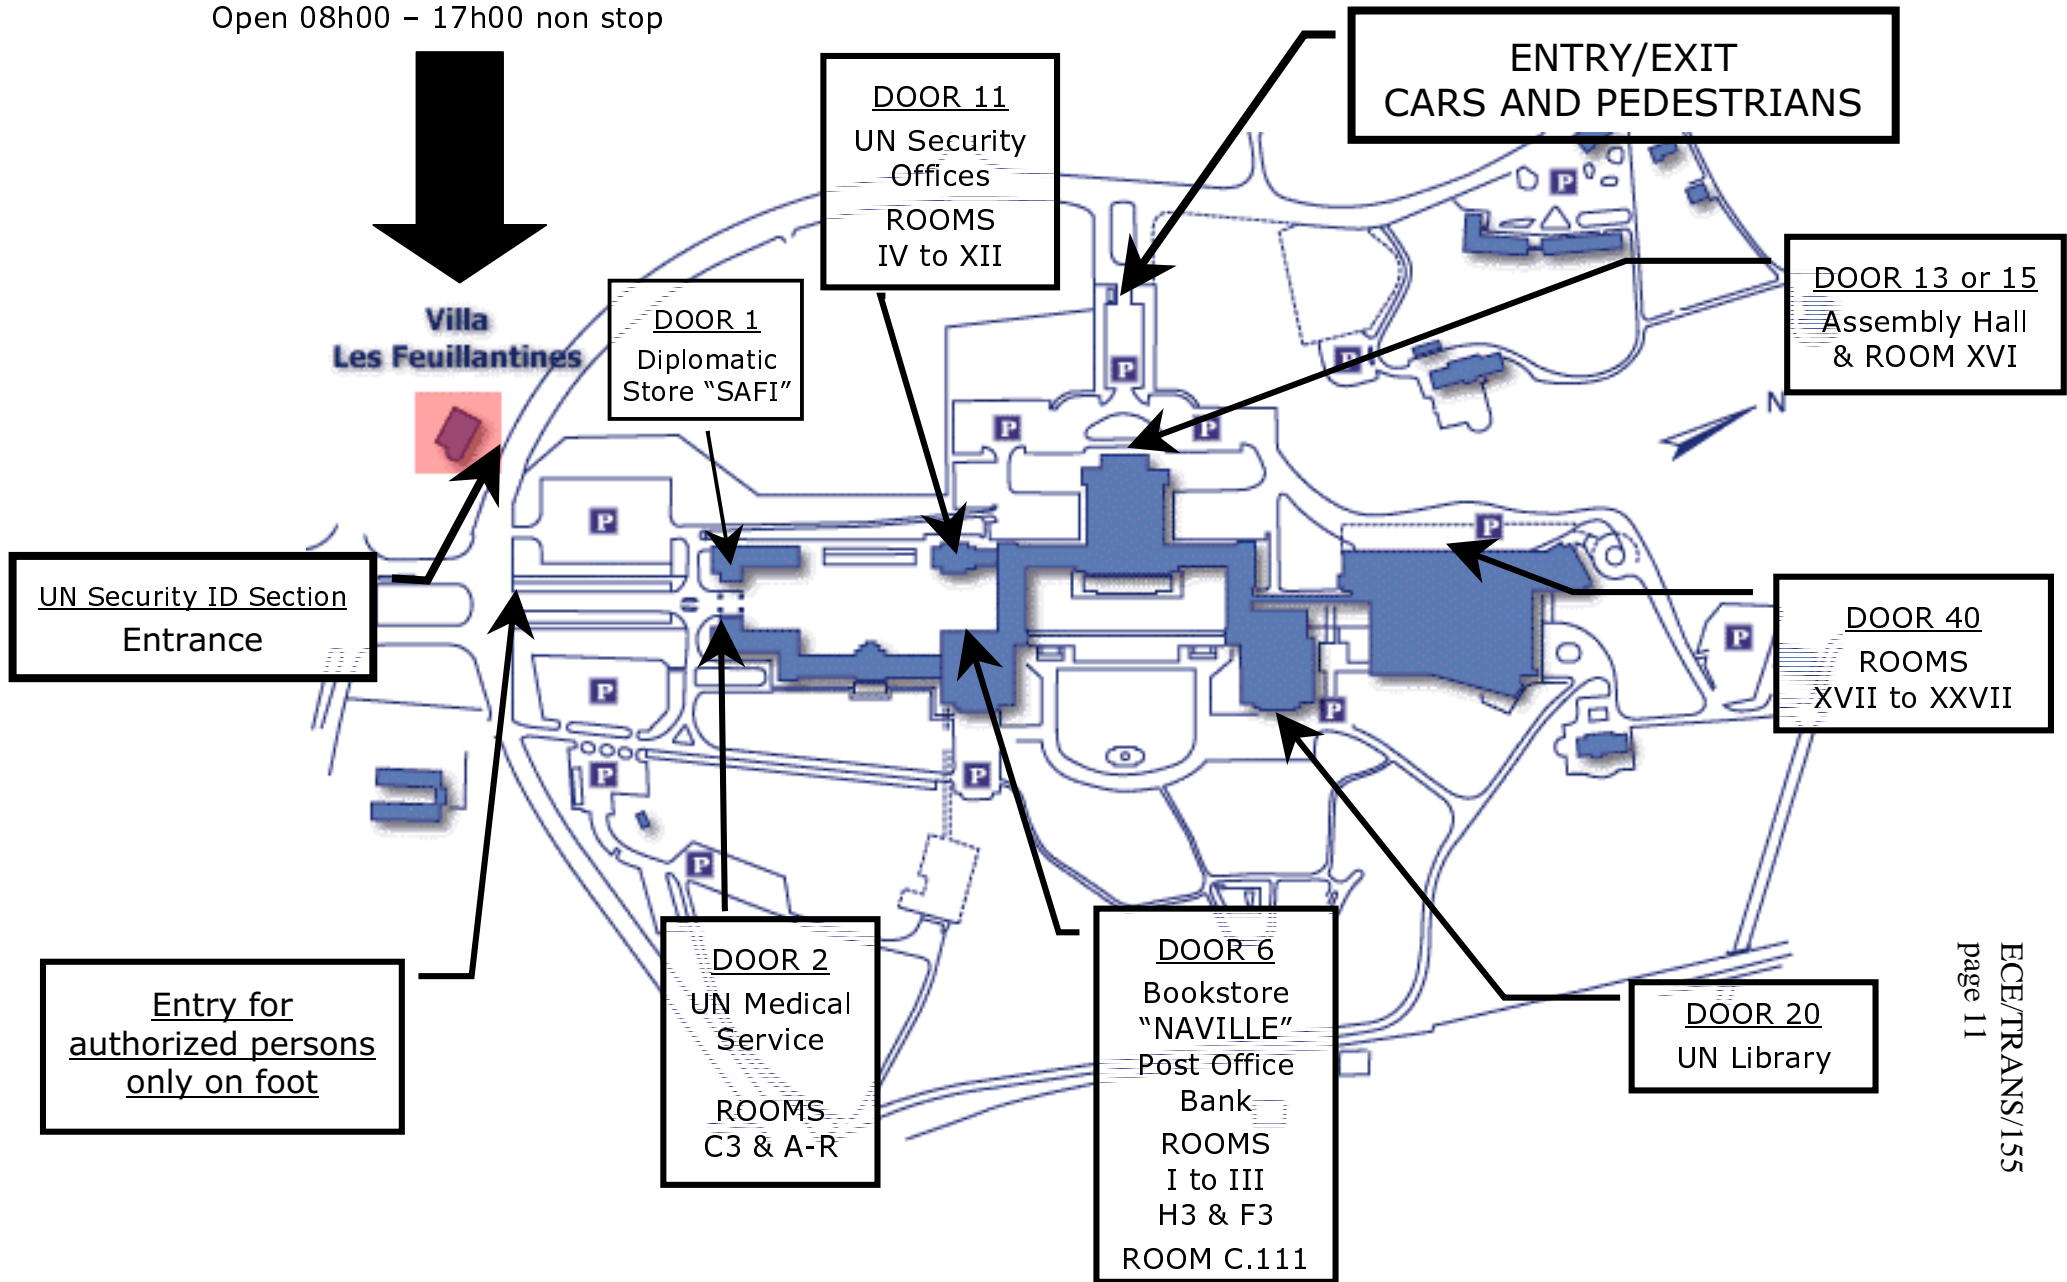 Open 08h00 – 17h00 non stop
ENTRY/EXIT
CARS AND PEDESTRIANS
DOOR 11
UN Security
Offices
ROOMS
IV to XII
DOOR 13 or 15
Assembly Hall
& ROOM XVI
DOOR 1
Diplomatic
Store “SAFI”
Villa
Les Feuillantines
N
P
P
P
P
P
P
P
UN Security ID Section
Entrance
DOOR 40
ROOMS
XVII to XXVII
P
P
P
P
P
P
Entry for
authorized persons
only on foot
DOOR 2
UN Medical
Service
ROOMS
C3 & A-R
DOOR 6
Bookstore
“NAVILLE”
Post Office
Bank
ROOMS
I to III
H3 & F3
ROOM C.111
DOOR 20
UN Library
ECE/TRANS/155
page 11